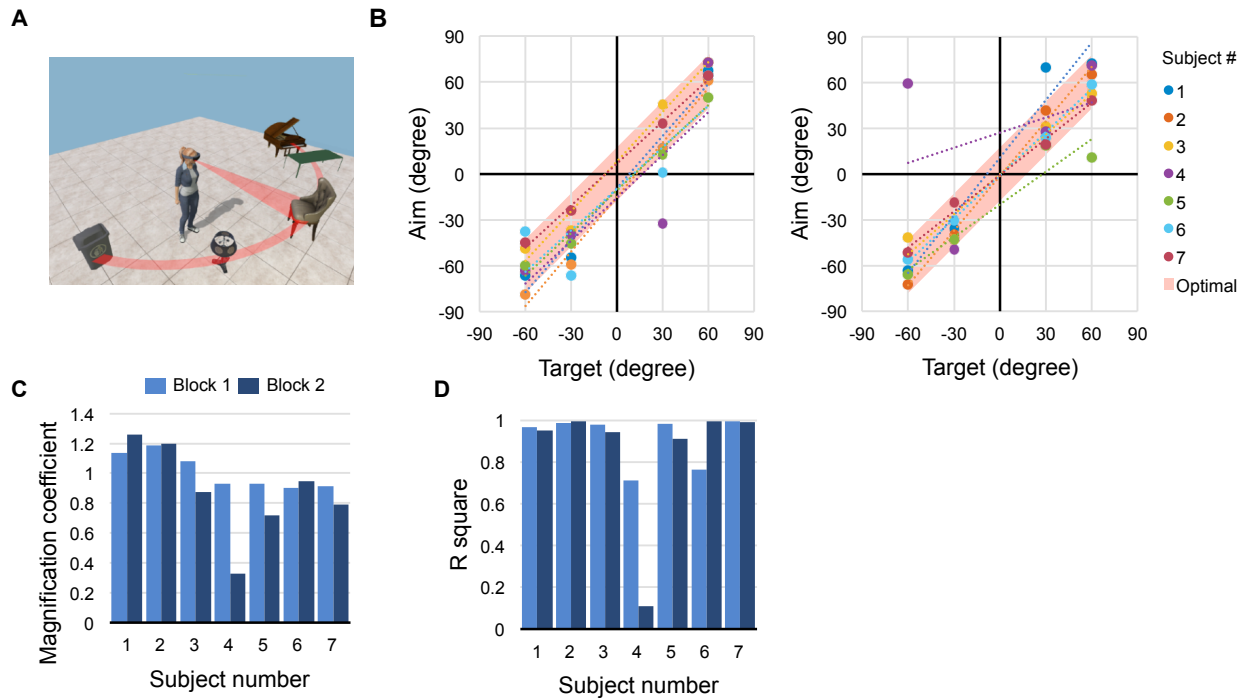 A
B
90
60
30
0
-30
-60
-90
-90 -60 -30 0 30 60 90
Aim (degree)
Target (degree)
90
60
30
0
-30
-60
-90
-90 -60 -30 0 30 60 90
Aim (degree)
Target (degree)
Subject #
1
2
3
4
5
6
7
Optimal
C
Block 1 Block 2
1.4
1.2
1
0.8
0.6
0.4
0.2
0
1 2 3 4 5 6 7
Magnification coefficient
Subject number
D
1
0.8
0.6
0.4
0.2
0
1 2 3 4 5 6 7
R square
Subject number